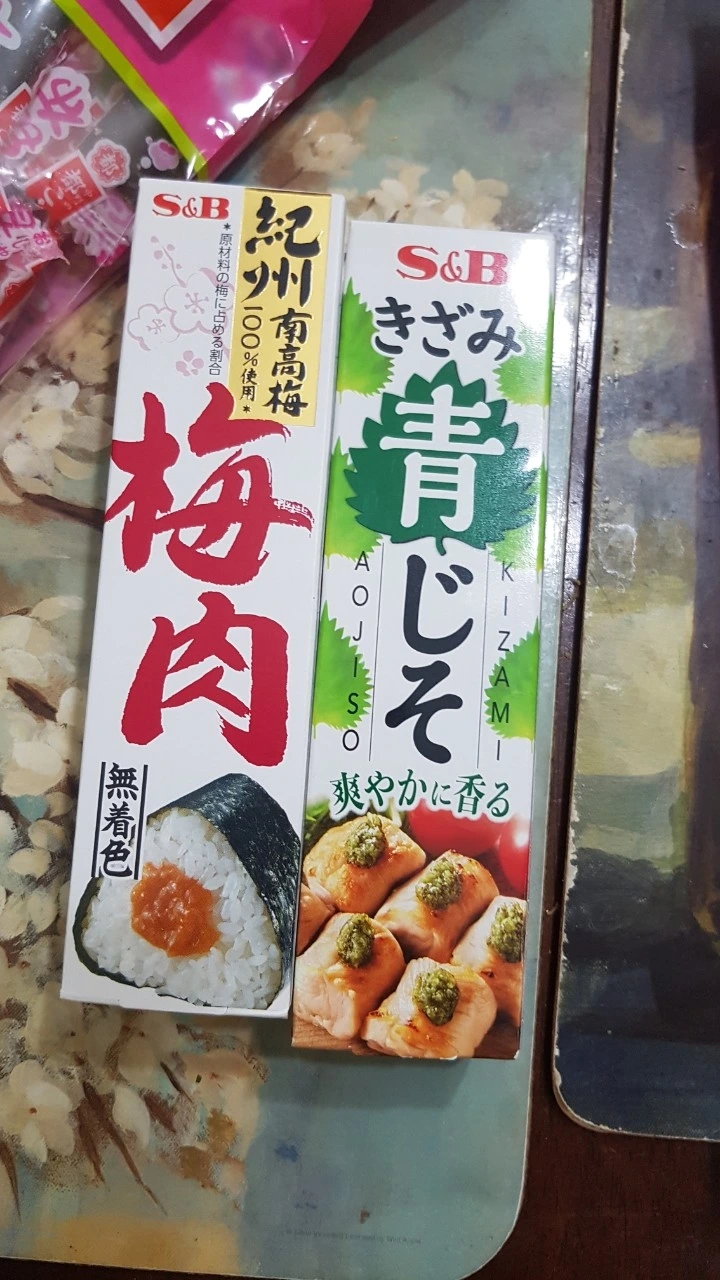 S&B
紀州南高梅
100%使用*
*原材料の梅に占める割合
梅肉
無着色
S&B
きざみ
青じそ
KIZAMI
AOJISO
爽やかに香る